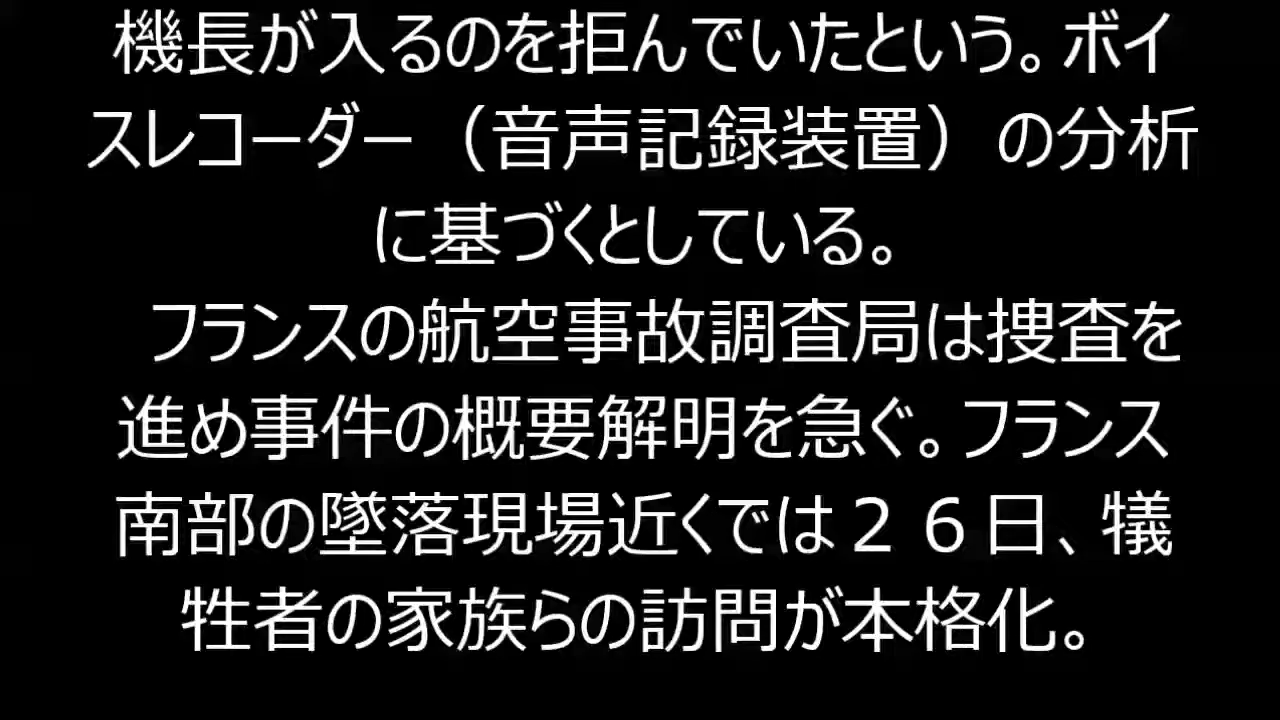 機長が入るのを拒んでいたという。ボイ
スレコーダー（音声記録装置）の分析
に基づくとしている。
フランスの航空事故調査局は捜査を
進め事件の概要解明を急ぐ。フランス
南部の墜落現場近くでは２６日、犠
牲者の家族らの訪問が本格化。